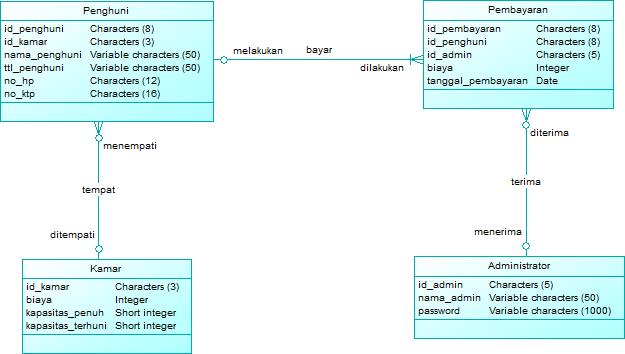 Penghuni
id_penghuni Characters (8)
id_kamar Characters (3)
nama_penghuni Variable characters (50)
ttl_penghuni Variable characters (50)
no_hp Characters (12)
no_ktp Characters (16)
melakukan bayar
dilakukan
Pembayaran
id_pembayaran Characters (8)
id_penghuni Characters (8)
id_admin Characters (5)
biaya Integer
tanggal_pembayaran Date
menempati
tempat
ditempati
diterima
terima
menerima
Kamar
id_kamar Characters (3)
biaya Integer
kapasitas_penuh Short integer
kapasitas_terhuni Short integer
Administrator
id_admin Characters (5)
nama_admin Variable characters (50)
password Variable characters (1000)